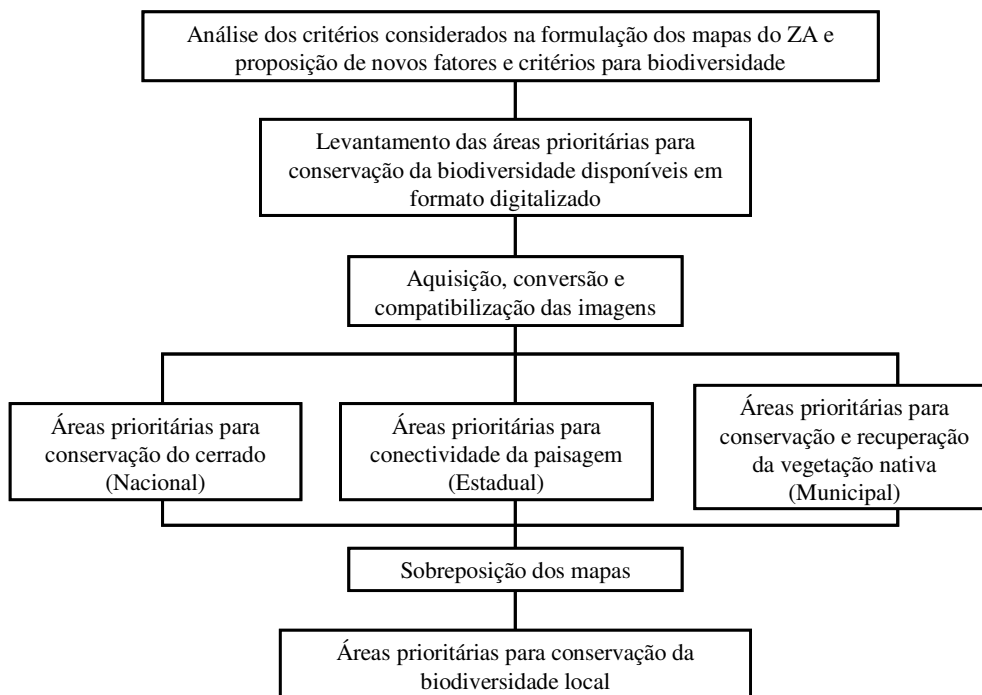 Análise dos critérios considerados na formulação dos mapas do ZA e
proposição de novos fatores e critérios para biodiversidade
Levantamento das áreas prioritárias para
conservação da biodiversidade disponíveis em
formato digitalizado
Aquisição, conversão e
compatibilização das imagens
Áreas prioritárias para
conservação do cerrado
(Nacional)
Áreas prioritárias para
conectividade da paisagem
(Estadual)
Áreas prioritárias para
conservação e recuperação
da vegetação nativa
(Municipal)
Sobreposição dos mapas
Áreas prioritárias para conservação da
biodiversidade local